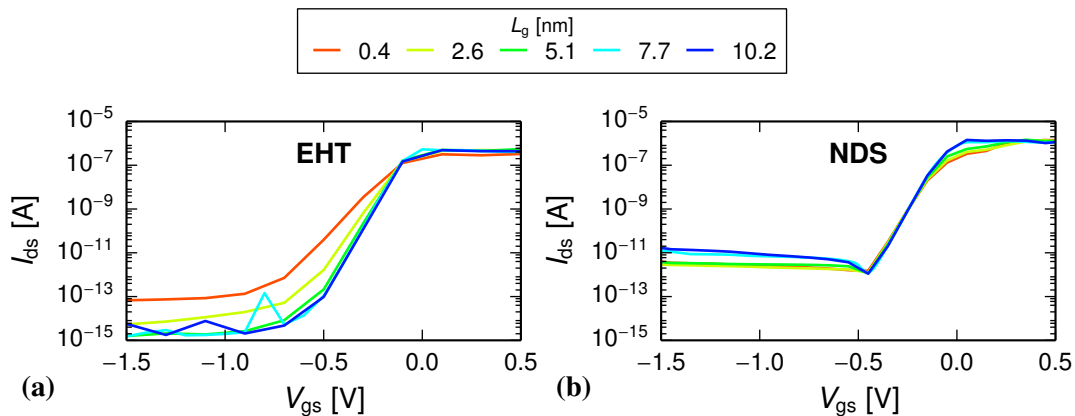 L_g [nm]
0.4 2.6 5.1 7.7 10.2
EHT
I_ds [A]
10^−5
10^−7
10^−9
10^−11
10^−13
10^−15
−1.5 −1.0 −0.5 0.0 0.5
V_gs [V]
(a)
NDS
I_ds [A]
10^−5
10^−7
10^−9
10^−11
10^−13
10^−15
−1.5 −1.0 −0.5 0.0 0.5
V_gs [V]
(b)